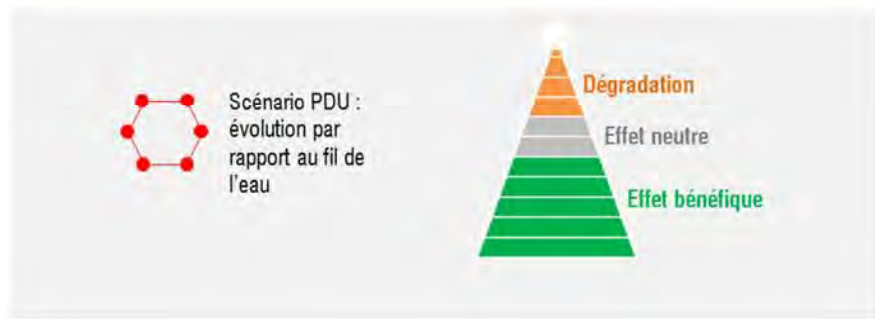 Scénario PDU :
évolution par
rapport au fil de
l'eau
Dégradation
Effet neutre
Effet bénéfique